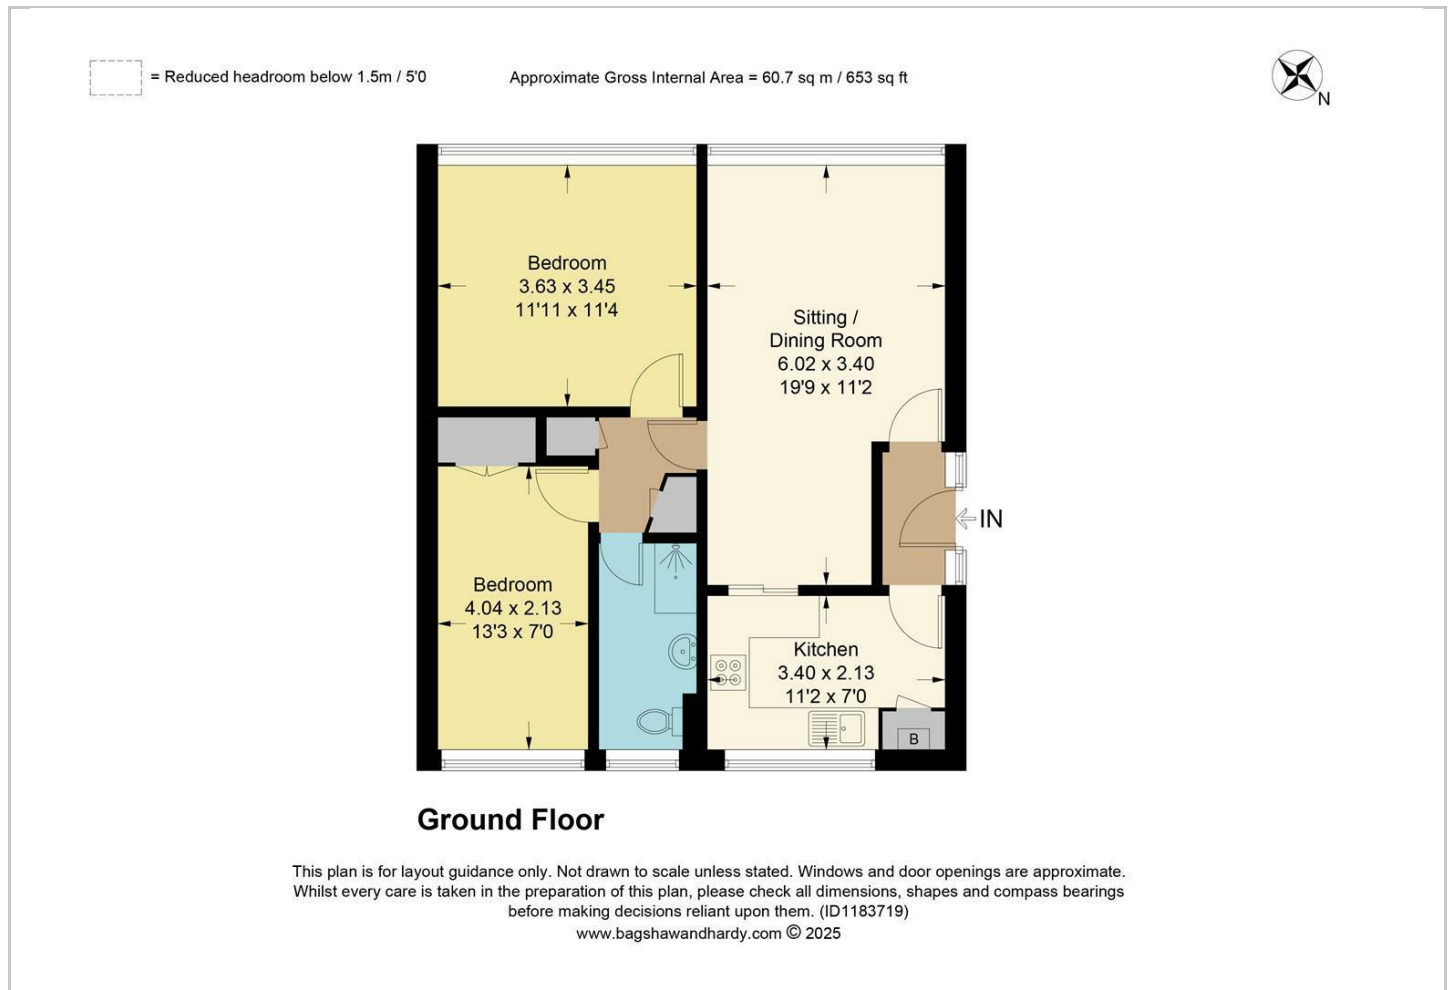 = Reduced headroom below 1.5m / 5'0
Approximate Gross Internal Area = 60.7 sq m / 653 sq ft
N
Bedroom
3.63 x 3.45
11'11 x 11'4
Sitting /
Dining Room
6.02 x 3.40
19'9 x 11'2
IN
Bedroom
4.04 x 2.13
13'3 x 7'0
Kitchen
3.40 x 2.13
11'2 x 7'0
B
Ground Floor
This plan is for layout guidance only. Not drawn to scale unless stated. Windows and door openings are approximate.
Whilst every care is taken in the preparation of this plan, please check all dimensions, shapes and compass bearings
before making decisions reliant upon them. (ID1183719)
www.bagshawandhardy.com © 2025